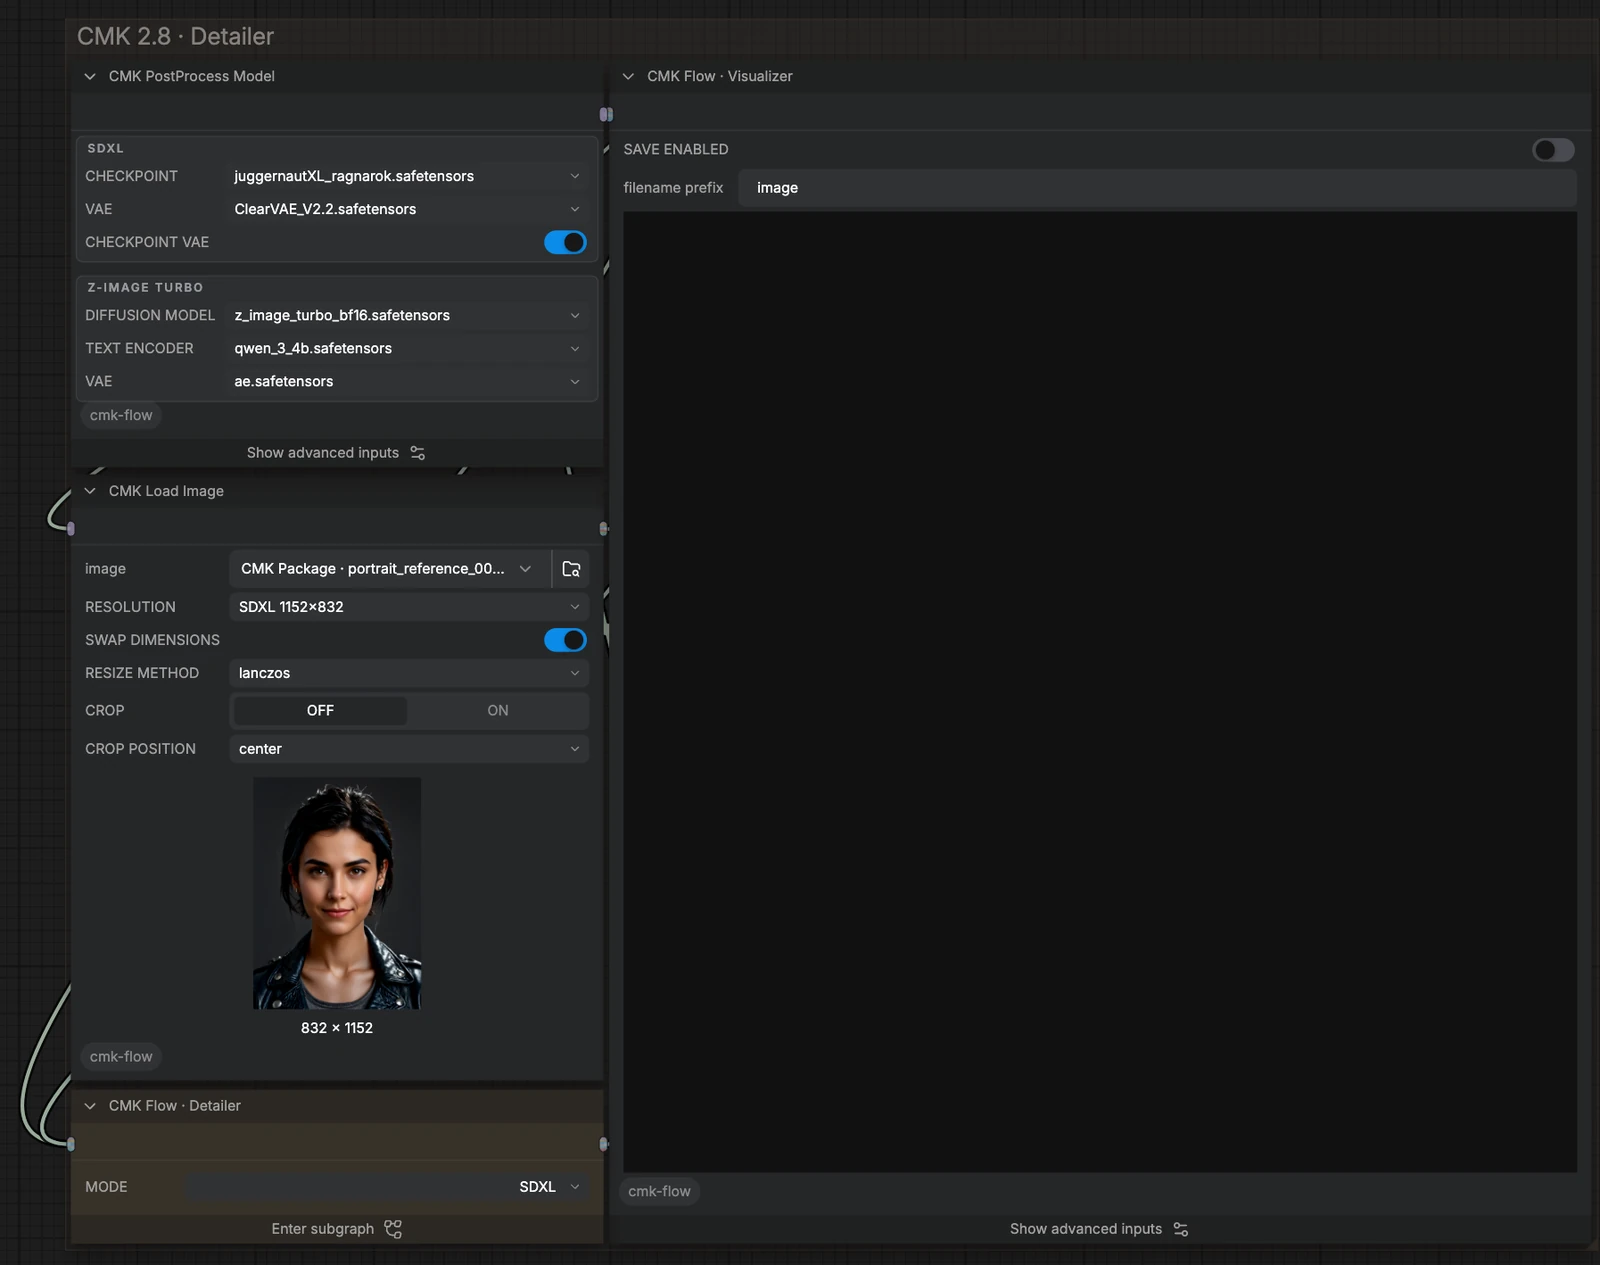 CMK 2.8 · Detailer
CMK PostProcess Model
SDXL
CHECKPOINT juggernautXL_ragnarok.safetensors
VAE ClearVAE_V2.2.safetensors
CHECKPOINT VAE
Z-IMAGE TURBO
DIFFUSION MODEL z_image_turbo_bf16.safetensors
TEXT ENCODER qwen_3_4b.safetensors
VAE ae.safetensors
cmk-flow
Show advanced inputs
CMK Load Image
image CMK Package · portrait_reference_00...
RESOLUTION SDXL 1152×832
SWAP DIMENSIONS
RESIZE METHOD lanczos
CROP OFF ON
CROP POSITION center
832 × 1152
cmk-flow
CMK Flow · Detailer
MODE SDXL
Enter subgraph
CMK Flow · Visualizer
SAVE ENABLED
filename prefix image
cmk-flow
Show advanced inputs